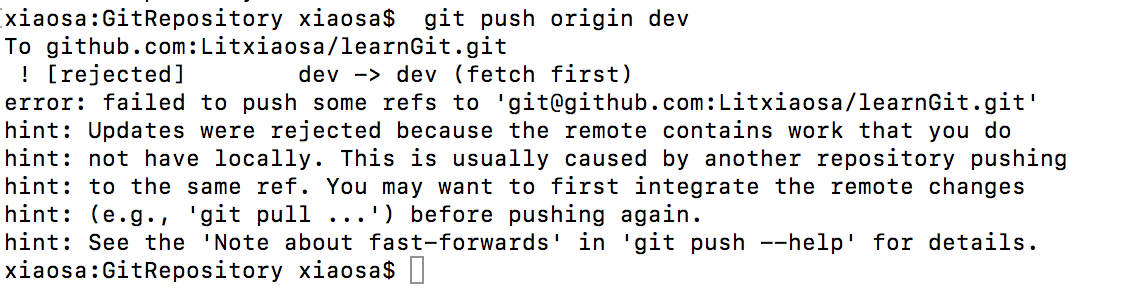 xiaosa:GitRepository xiaosa$  git push origin dev
To github.com:Litxiaosa/learnGit.git
 ! [rejected]        dev -> dev (fetch first)
error: failed to push some refs to 'git@github.com:Litxiaosa/learnGit.git'
hint: Updates were rejected because the remote contains work that you do
hint: not have locally. This is usually caused by another repository pushing
hint: to the same ref. You may want to first integrate the remote changes
hint: (e.g., 'git pull ...') before pushing again.
hint: See the 'Note about fast-forwards' in 'git push --help' for details.
xiaosa:GitRepository xiaosa$